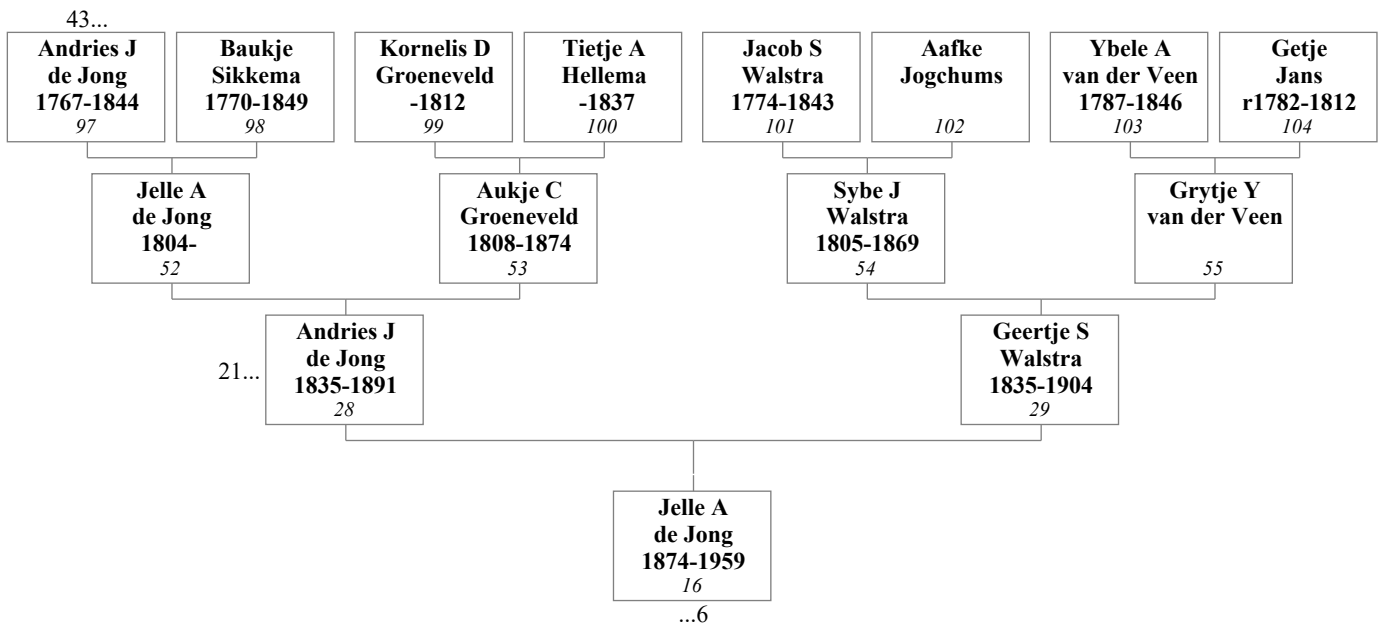 43...
Andries J
de Jong
1767-1844
97
Baukje
Sikkema
1770-1849
98
Kornelis D
Groeneveld
-1812
99
Tietje A
Hellema
-1837
100
Jacob S
Walstra
1774-1843
101
Aafke
Jogchums
102
Ybele A
van der Veen
1787-1846
103
Getje
Jans
r1782-1812
104
Jelle A
de Jong
1804-
52
Aukje C
Groeneveld
1808-1874
53
Sybe J
Walstra
1805-1869
54
Grytje Y
van der Veen
55
21...
Andries J
de Jong
1835-1891
28
Geertje S
Walstra
1835-1904
29
Jelle A
de Jong
1874-1959
16
...6